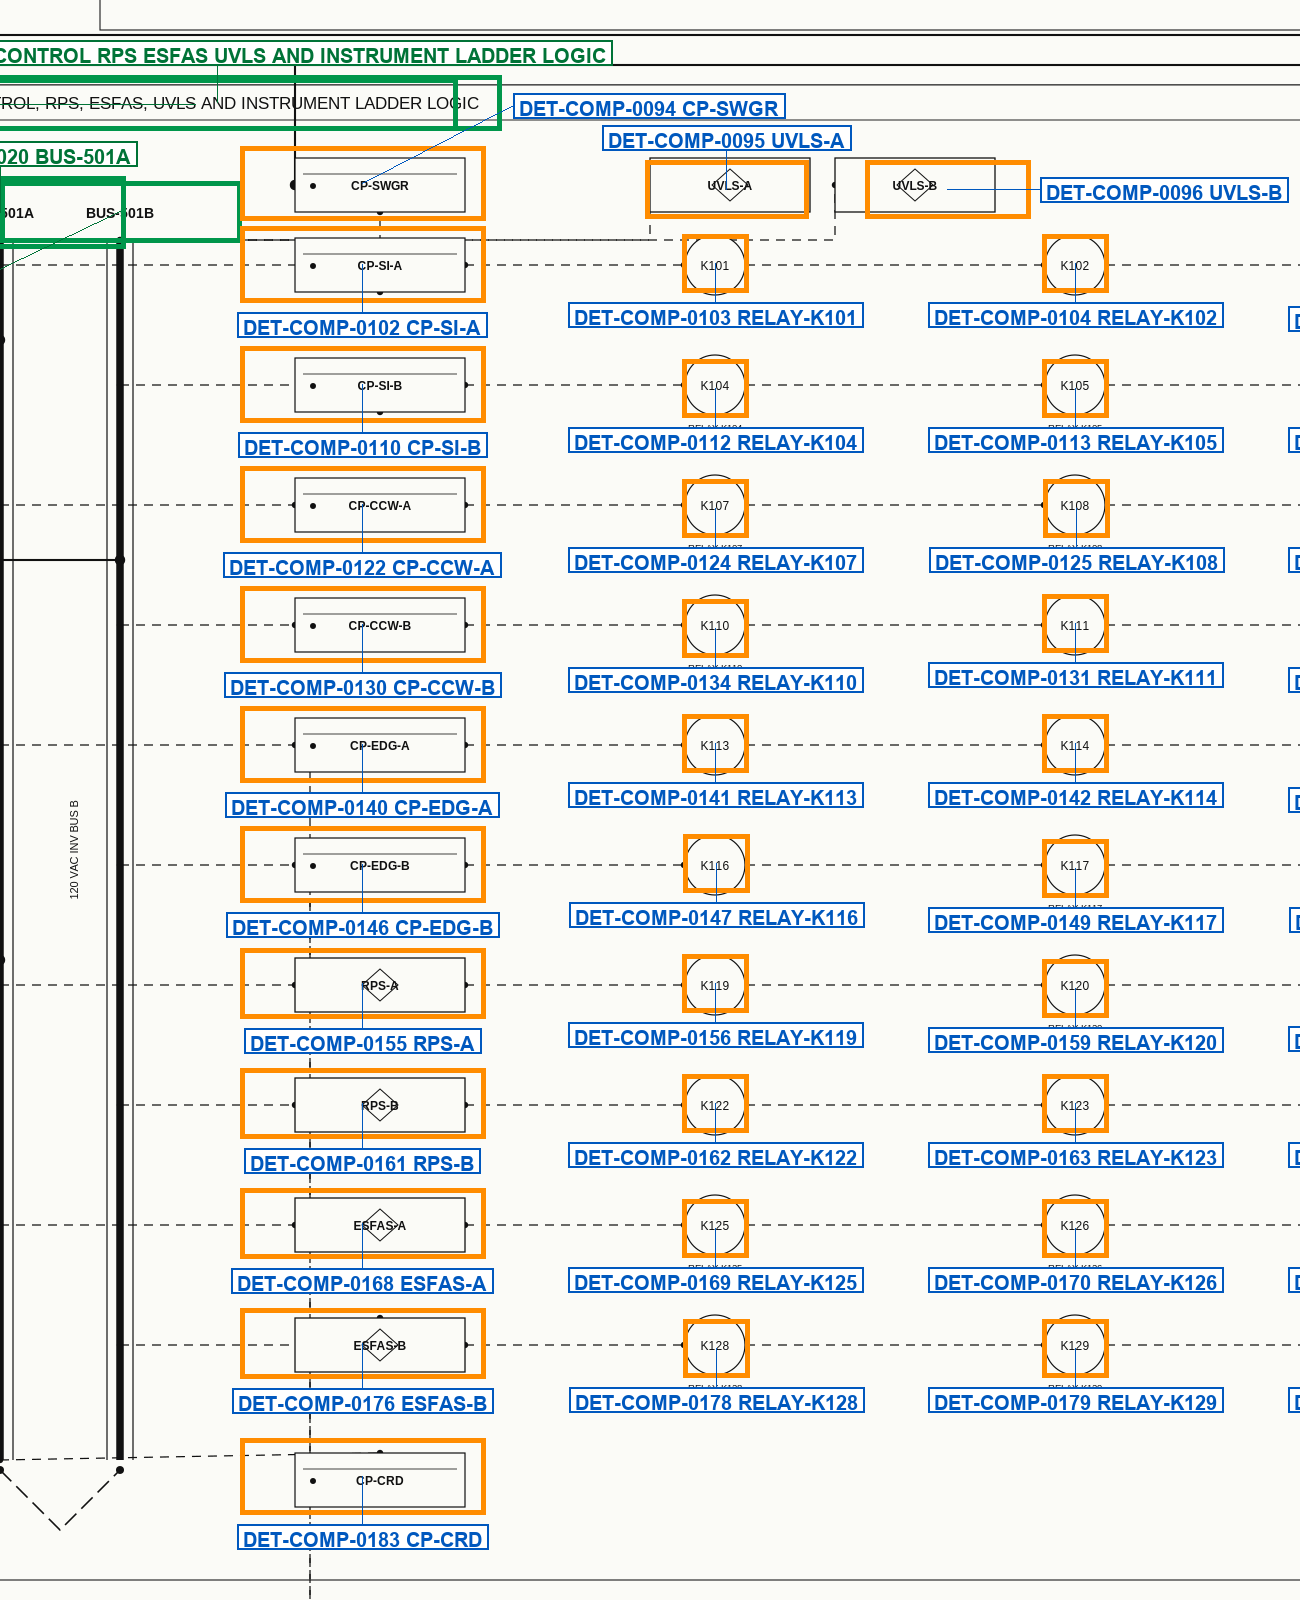 CONTROL RPS ESFAS UVLS AND INSTRUMENT LADDER LOGIC
TROL, RPS, ESFAS, UVLS AND INSTRUMENT LADDER LOGIC
DET-COMP-0094 CP-SWGR
DET-COMP-0095 UVLS-A
020 BUS-501A
CP-SWGR
UVLS-A
UVLS-B
DET-COMP-0096 UVLS-B
501A
BUS-501B
CP-SI-A
K101
K102
DET-COMP-0102 CP-SI-A
DET-COMP-0103 RELAY-K101
DET-COMP-0104 RELAY-K102
CP-SI-B
K104
K105
DET-COMP-0110 CP-SI-B
DET-COMP-0112 RELAY-K104
DET-COMP-0113 RELAY-K105
CP-CCW-A
K107
K108
DET-COMP-0122 CP-CCW-A
DET-COMP-0124 RELAY-K107
DET-COMP-0125 RELAY-K108
CP-CCW-B
K110
K111
DET-COMP-0130 CP-CCW-B
DET-COMP-0134 RELAY-K110
DET-COMP-0131 RELAY-K111
CP-EDG-A
K113
K114
DET-COMP-0140 CP-EDG-A
DET-COMP-0141 RELAY-K113
DET-COMP-0142 RELAY-K114
120 VAC INV BUS B
CP-EDG-B
K116
K117
DET-COMP-0146 CP-EDG-B
DET-COMP-0147 RELAY-K116
DET-COMP-0149 RELAY-K117
RPS-A
K119
K120
DET-COMP-0155 RPS-A
DET-COMP-0156 RELAY-K119
DET-COMP-0159 RELAY-K120
RPS-B
K122
K123
DET-COMP-0161 RPS-B
DET-COMP-0162 RELAY-K122
DET-COMP-0163 RELAY-K123
ESFAS-A
K125
K126
DET-COMP-0168 ESFAS-A
DET-COMP-0169 RELAY-K125
DET-COMP-0170 RELAY-K126
ESFAS-B
K128
K129
DET-COMP-0176 ESFAS-B
DET-COMP-0178 RELAY-K128
DET-COMP-0179 RELAY-K129
CP-CRD
DET-COMP-0183 CP-CRD